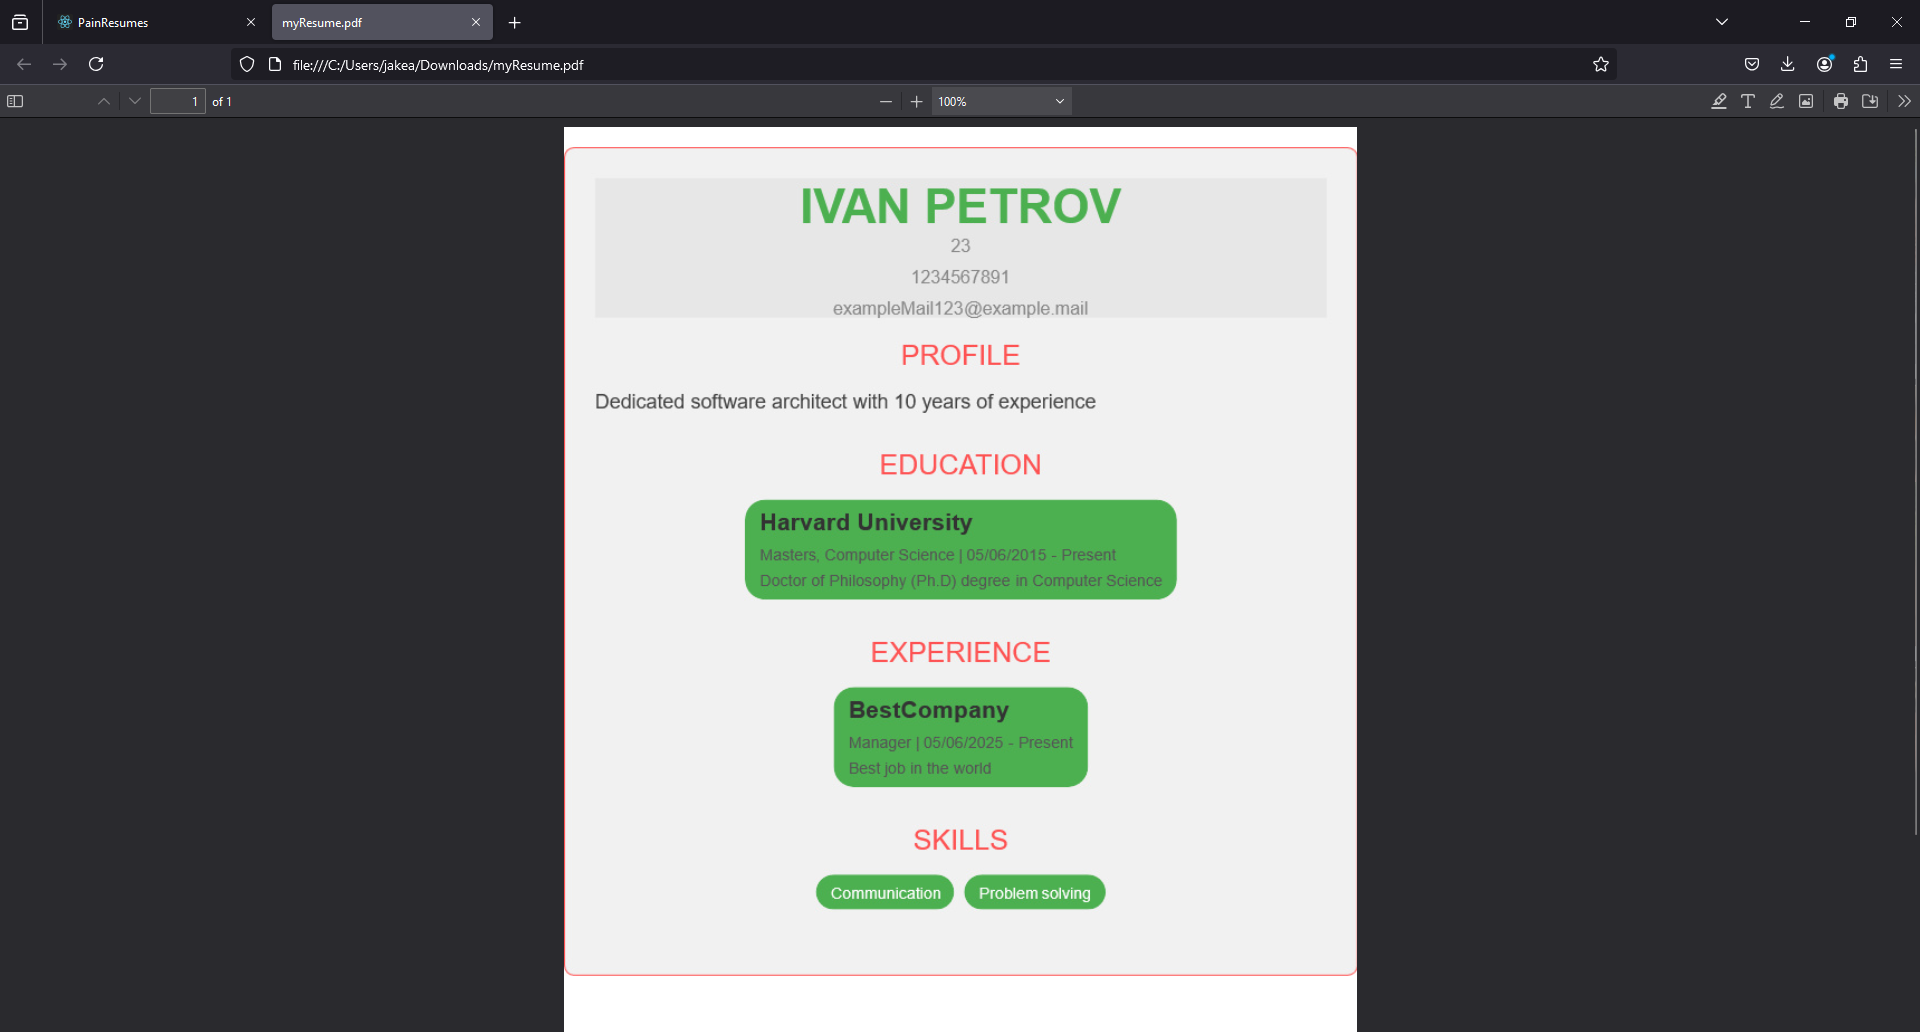 PainResumes
myResume.pdf
file:///C:/Users/jakea/Downloads/myResume.pdf
1 of 1
100%
IVAN PETROV
23
1234567891
exampleMail123@example.mail
PROFILE
Dedicated software architect with 10 years of experience
EDUCATION
Harvard University
Masters, Computer Science | 05/06/2015 - Present
Doctor of Philosophy (Ph.D) degree in Computer Science
EXPERIENCE
BestCompany
Manager | 05/06/2025 - Present
Best job in the world
SKILLS
Communication Problem solving